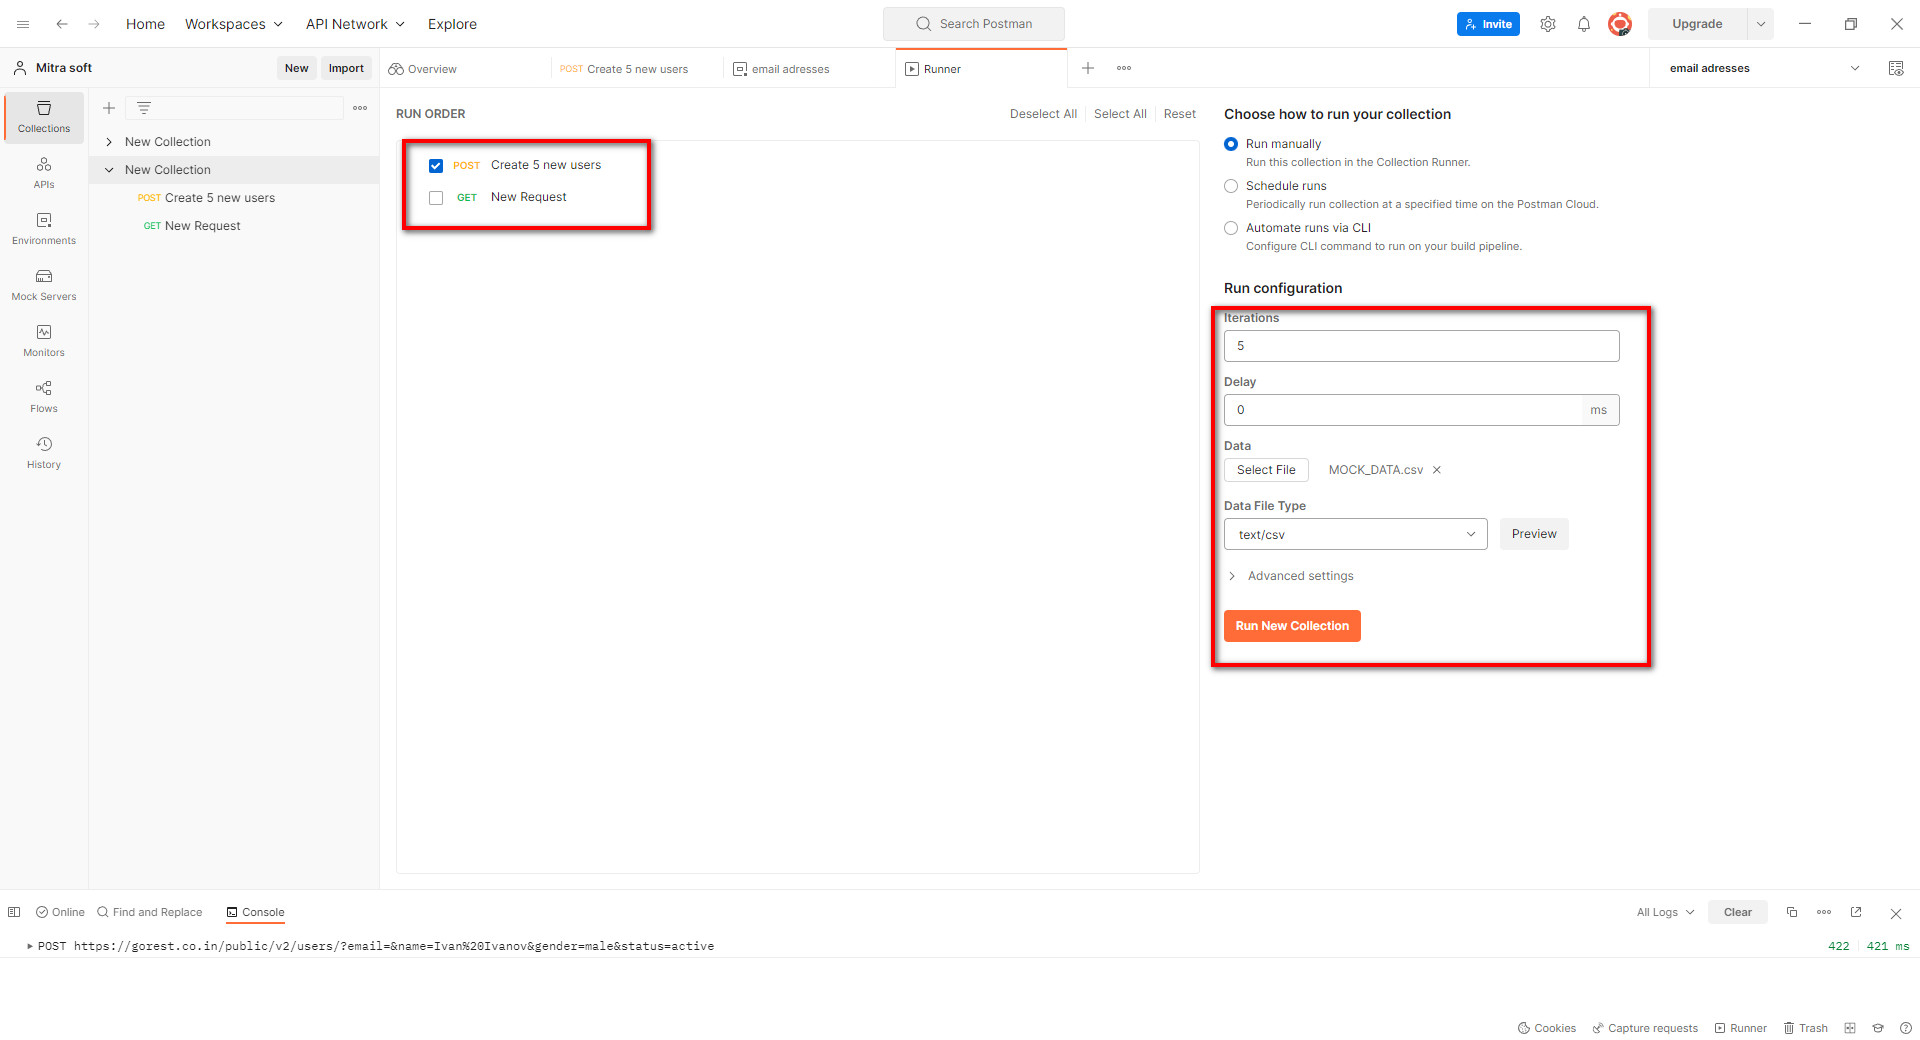 Home Workspaces API Network Explore Search Postman Invite Upgrade
Mitra soft New Import Overview POST Create 5 new users email adresses Runner email adresses
Collections
APIs
Environments
Mock Servers
Monitors
Flows
History
New Collection
New Collection
POST Create 5 new users
GET New Request
RUN ORDER Deselect All Select All Reset
POST Create 5 new users
GET New Request
Choose how to run your collection
Run manually
Run this collection in the Collection Runner.
Schedule runs
Periodically run collection at a specified time on the Postman Cloud.
Automate runs via CLI
Configure CLI command to run on your build pipeline.
Run configuration
Iterations
5
Delay
0 ms
Data
Select File MOCK_DATA.csv
Data File Type
text/csv Preview
Advanced settings
Run New Collection
Online Find and Replace Console All Logs Clear
POST https://gorest.co.in/public/v2/users/?email=&name=Ivan%20Ivanov&gender=male&status=active 422 421 ms
Cookies Capture requests Runner Trash